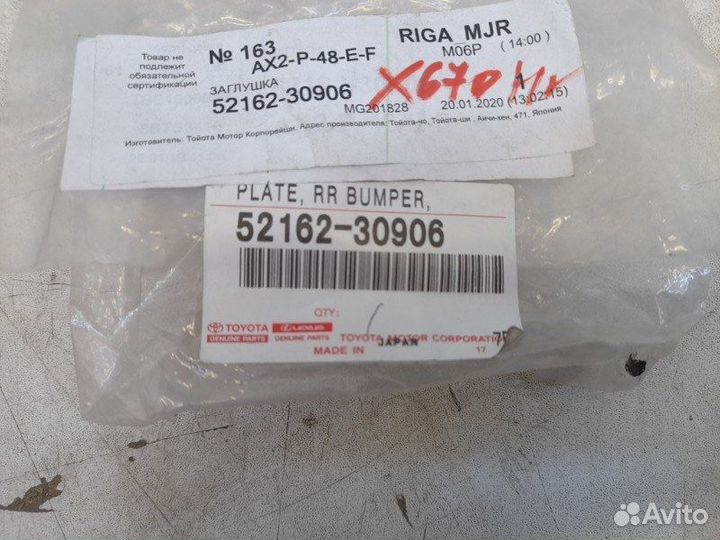 Товар не
подлежит
обязательной
сертификации
№ 163
AX2-P-48-E-F
ЗАГЛУШКА
52162-30906
RIGA MJR
M06P (14:00)
X670
1
MG201828
20.01.2020 (13:02:15)
Изготовитель: Тойота Мотор Корпорейшн. Адрес производителя: Тойота-чо, Тойота-ши, Аичи-кен, 471, Япония
PLATE, RR BUMPER,
52162-30906
QTY:
TOYOTA
GENUINE PARTS
LEXUS
GENUINE PARTS
TOYOTA MOTOR CORPORATION
MADE IN JAPAN
17
Avito